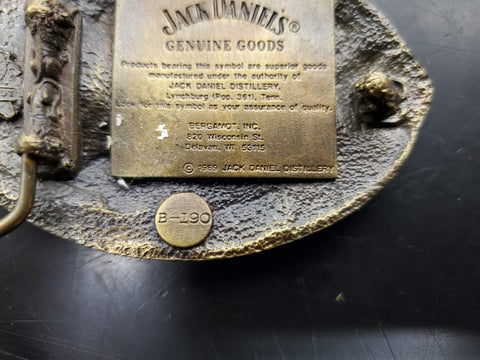 JACK DANIEL'S®
GENUINE GOODS
Products bearing this symbol are superior goods
manufactured under the authority of
JACK DANIEL DISTILLERY,
Lynchburg (Pop. 361), Tenn.
Look for this symbol as your assurance of quality.
BERGAMOT, INC.
820 Wisconsin St.
Delavan, WI 53115
© 1989 JACK DANIEL DISTILLERY
B-190